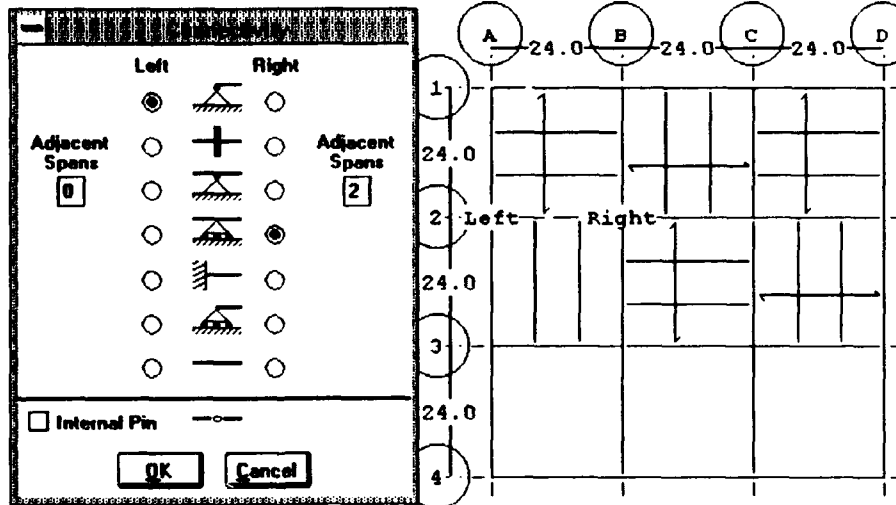 Left Right
Adjacent Spans
0
Adjacent Spans
2
Internal Pin
OK
Cancel
A B C D
24.0 24.0 24.0
1
24.0
2
Left Right
24.0
3
24.0
4